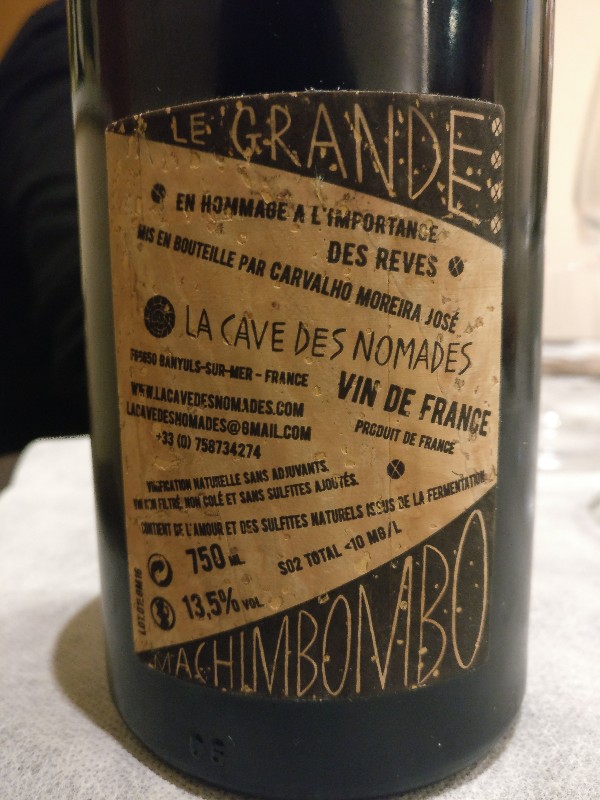 LE GRANDE
EN HOMMAGE A L'IMPORTANCE
DES REVES
MIS EN BOUTEILLE PAR CARVALHO MOREIRA JOSÉ
LA CAVE DES NOMADES
F66650 BANYULS-SUR-MER - FRANCE
WWW.LACAVEDESNOMADES.COM
LACAVEDESNOMADES@GMAIL.COM
+33 (0) 758734274
VIN DE FRANCE
PRODUIT DE FRANCE
VINIFICATION NATURELLE SANS ADJUVANTS.
VIN NON FILTRÉ, NON COLÉ ET SANS SULFITES AJOUTÉS.
CONTIENT DE L'AMOUR ET DES SULFITES NATURELS ISSUS DE LA FERMENTATION
750 ML
SO2 TOTAL <10 MG/L
13,5% VOL
MACHIMBOMBO